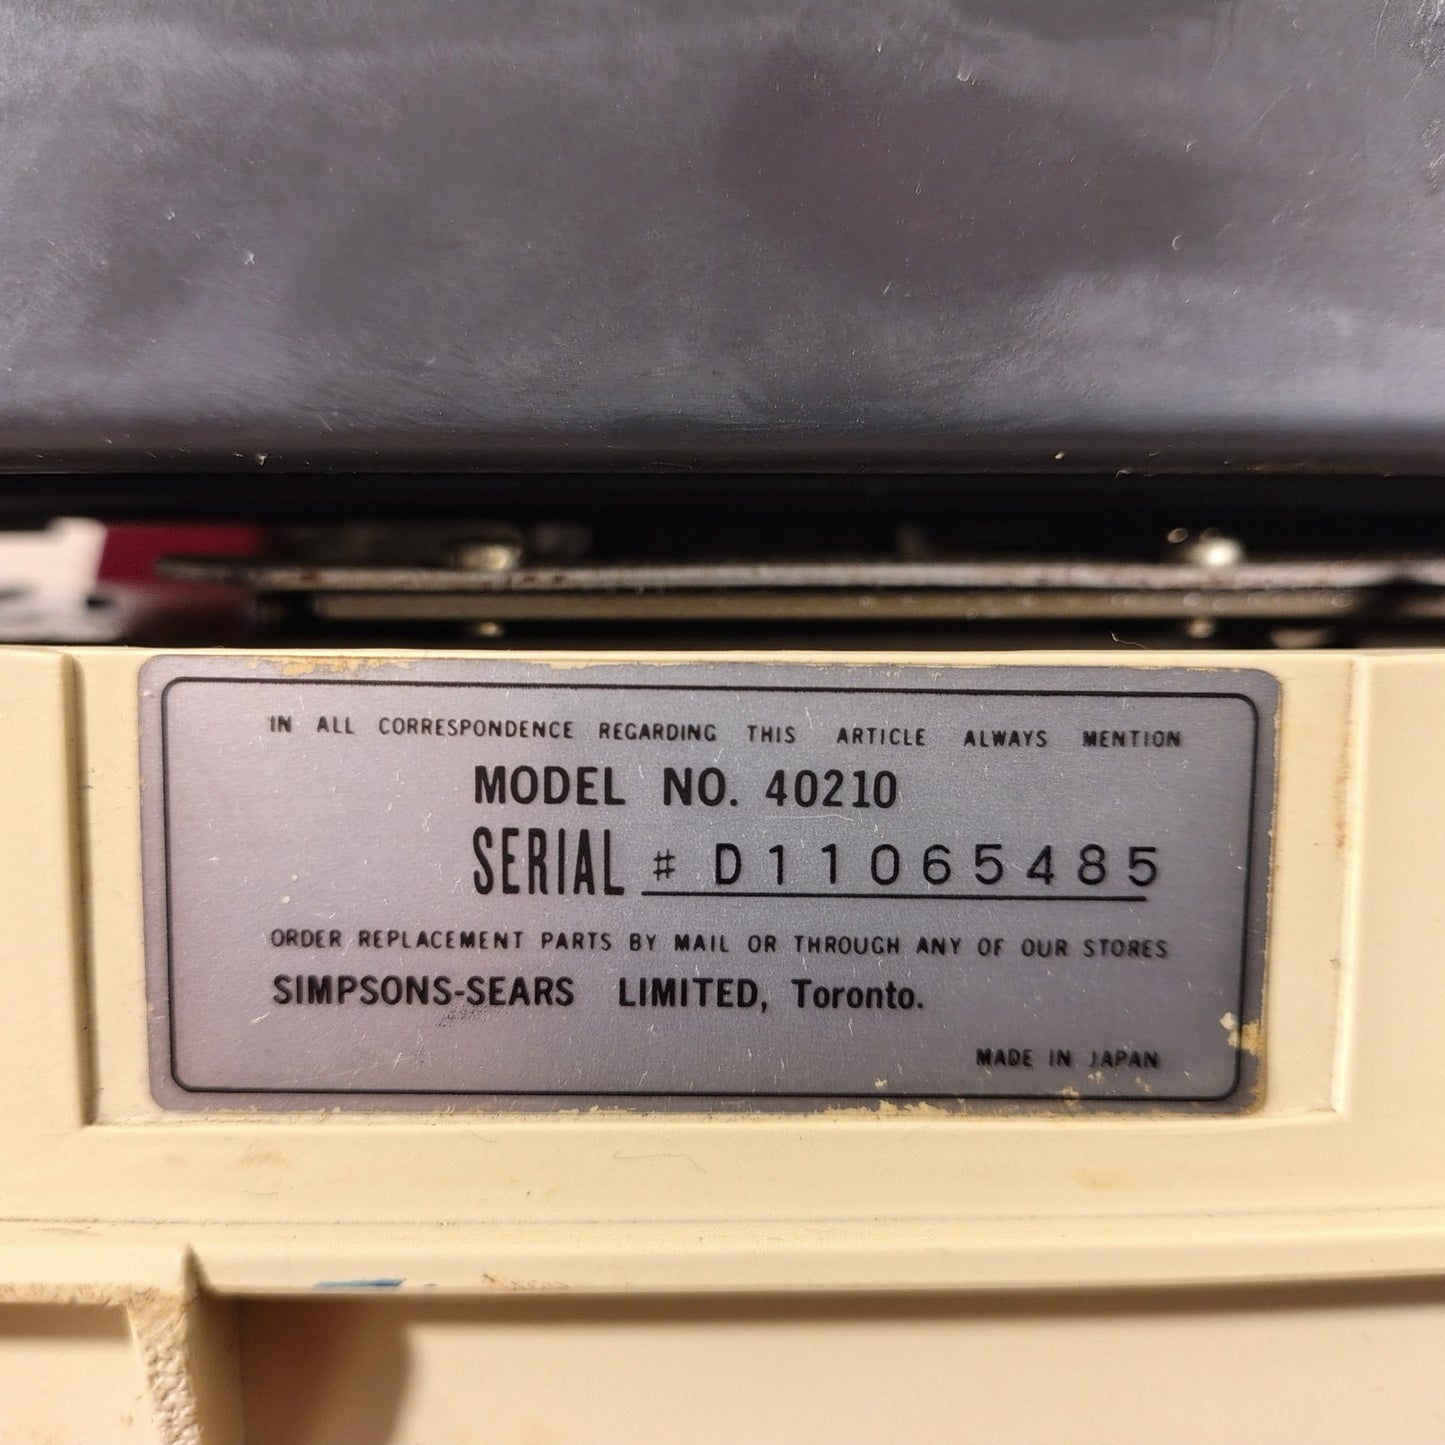 IN ALL CORRESPONDENCE REGARDING THIS ARTICLE ALWAYS MENTION
MODEL NO. 40210
SERIAL # D11065485
ORDER REPLACEMENT PARTS BY MAIL OR THROUGH ANY OF OUR STORES
SIMPSONS-SEARS LIMITED, Toronto.
MADE IN JAPAN